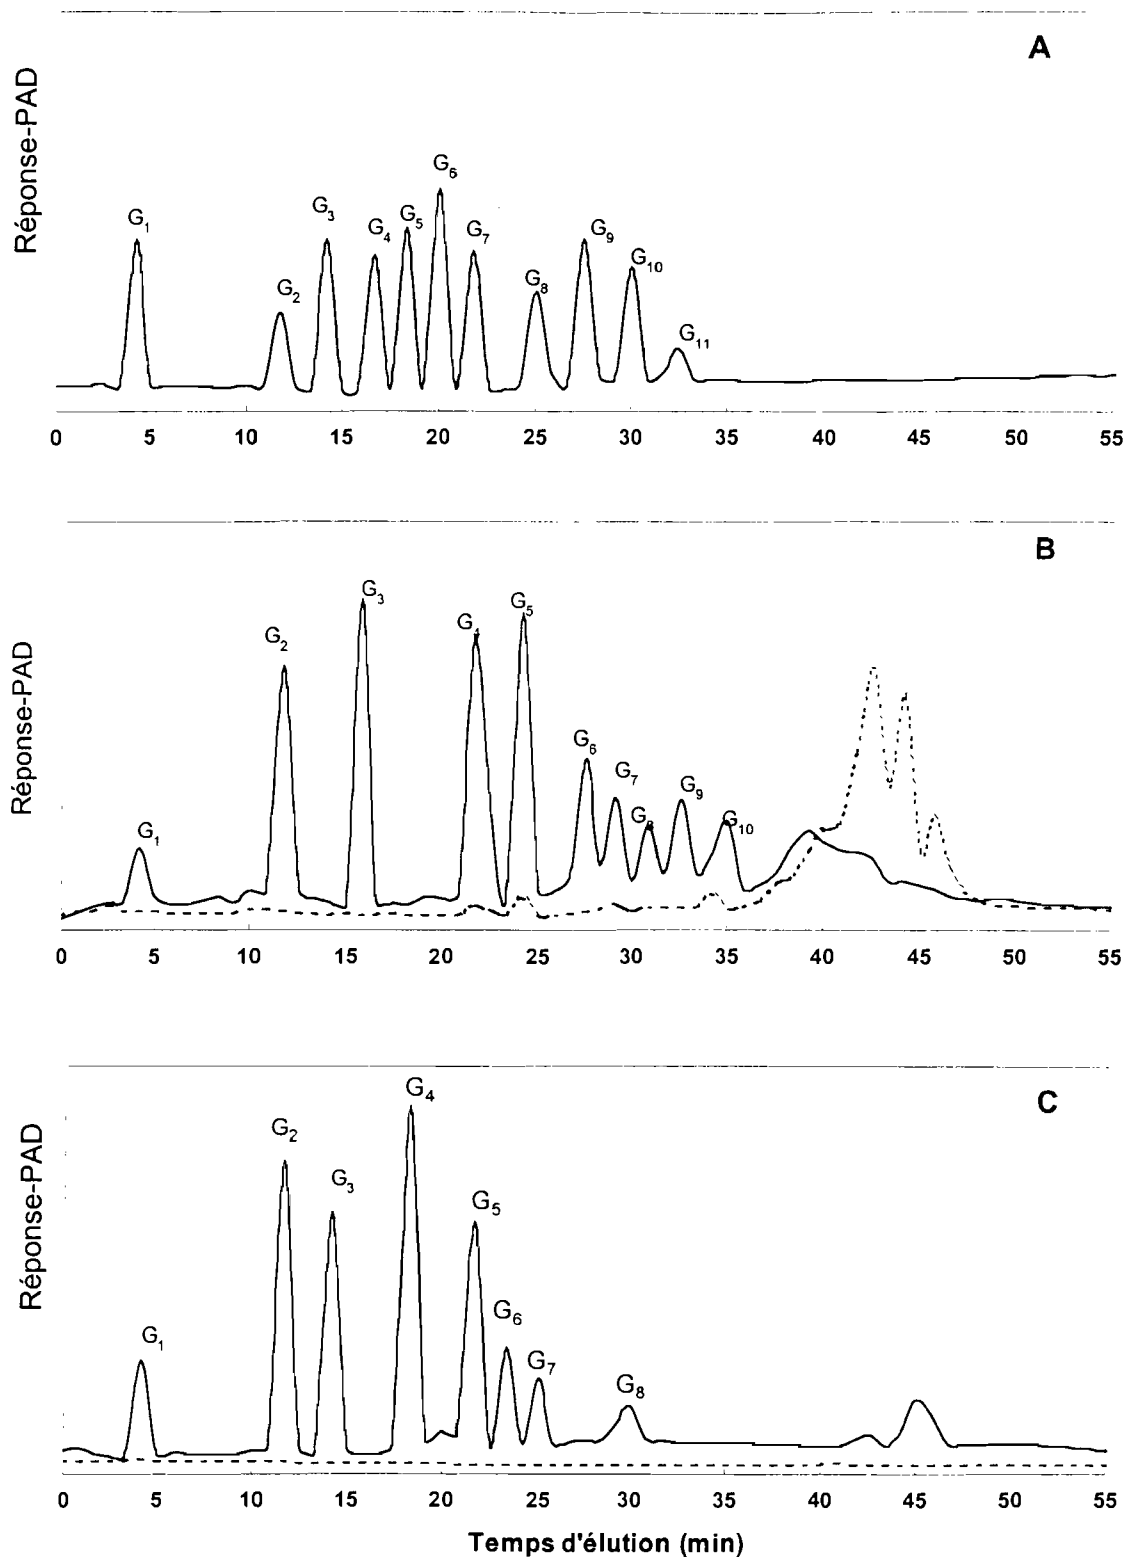 A
Réponse-PAD
G₁
G₂
G₃
G₄
G₅
G₆
G₇
G₈
G₉
G₁₀
G₁₁
0 5 10 15 20 25 30 35 40 45 50 55
B
Réponse-PAD
G₁
G₂
G₃
G₄
G₅
G₆
G₇
G₈
G₉
G₁₀
0 5 10 15 20 25 30 35 40 45 50 55
C
Réponse-PAD
G₁
G₂
G₃
G₄
G₅
G₆
G₇
G₈
0 5 10 15 20 25 30 35 40 45 50 55
Temps d'élution (min)